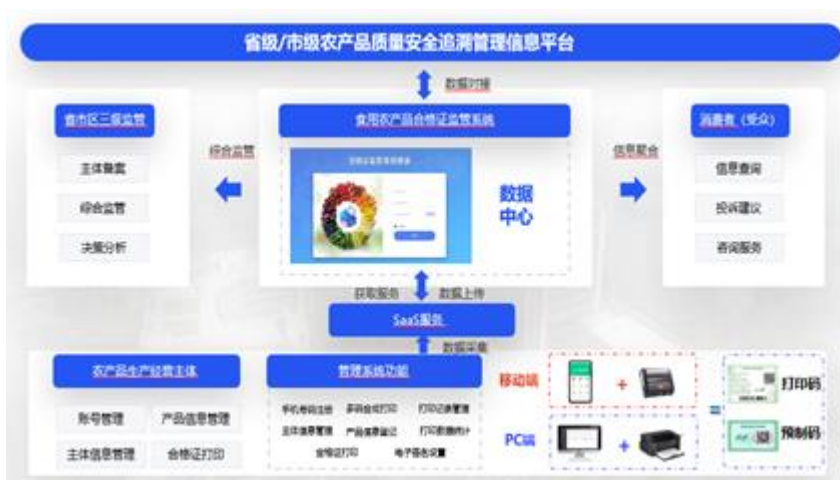 省级/市级农产品质量安全追溯管理信息平台
数据对接
省市区三级监管
食用农产品合格证监管系统
消费者（受众）
综合监管
信息聚合
主体备案
综合监管
决策分析
数据
中心
信息查询
投诉建议
咨询服务
获取服务
数据上传
SaaS服务
数据采集
农产品生产经营主体
管理系统功能
移动端
打印码
账号管理
产品信息管理
手机号码注册
多码合成打印
打印记录管理
主体信息管理
产品信息登记
打印数据统计
PC端
预制码
主体信息管理
合格证打印
合格证打印
电子签名设置